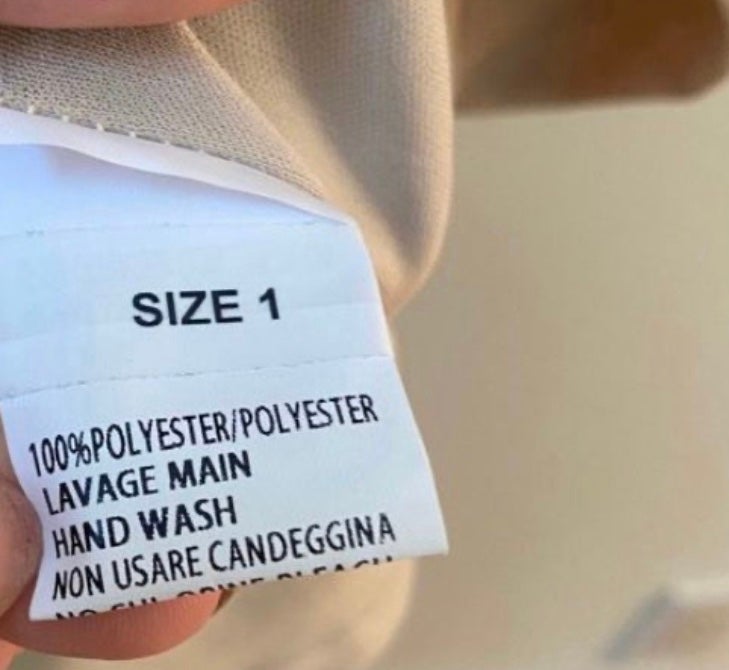 SIZE 1
100%POLYESTER/POLYESTER
LAVAGE MAIN
HAND WASH
NON USARE CANDEGGINA